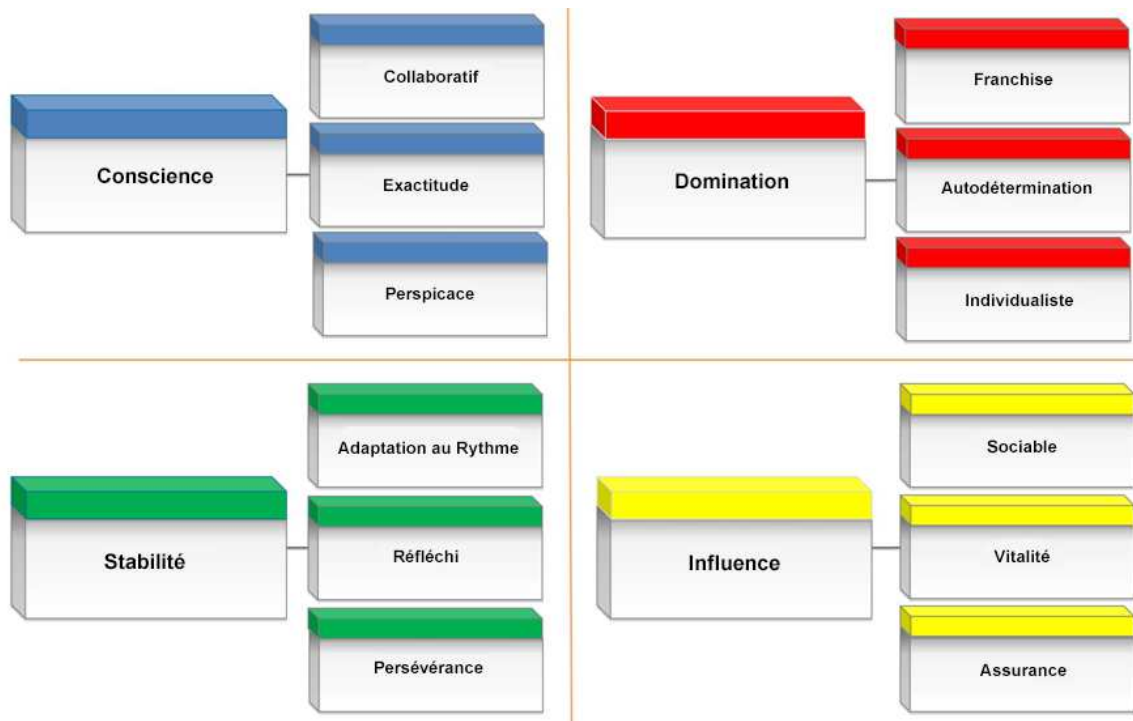 Conscience
Collaboratif
Exactitude
Perspicace
Domination
Franchise
Autodétermination
Individualiste
Stabilité
Adaptation au Rythme
Réfléchi
Persévérance
Influence
Sociable
Vitalité
Assurance